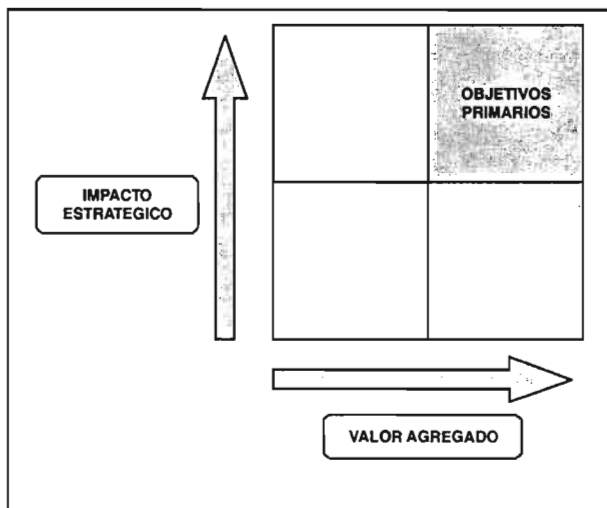 OBJETIVOS
PRIMARIOS
IMPACTO
ESTRATEGICO
VALOR AGREGADO